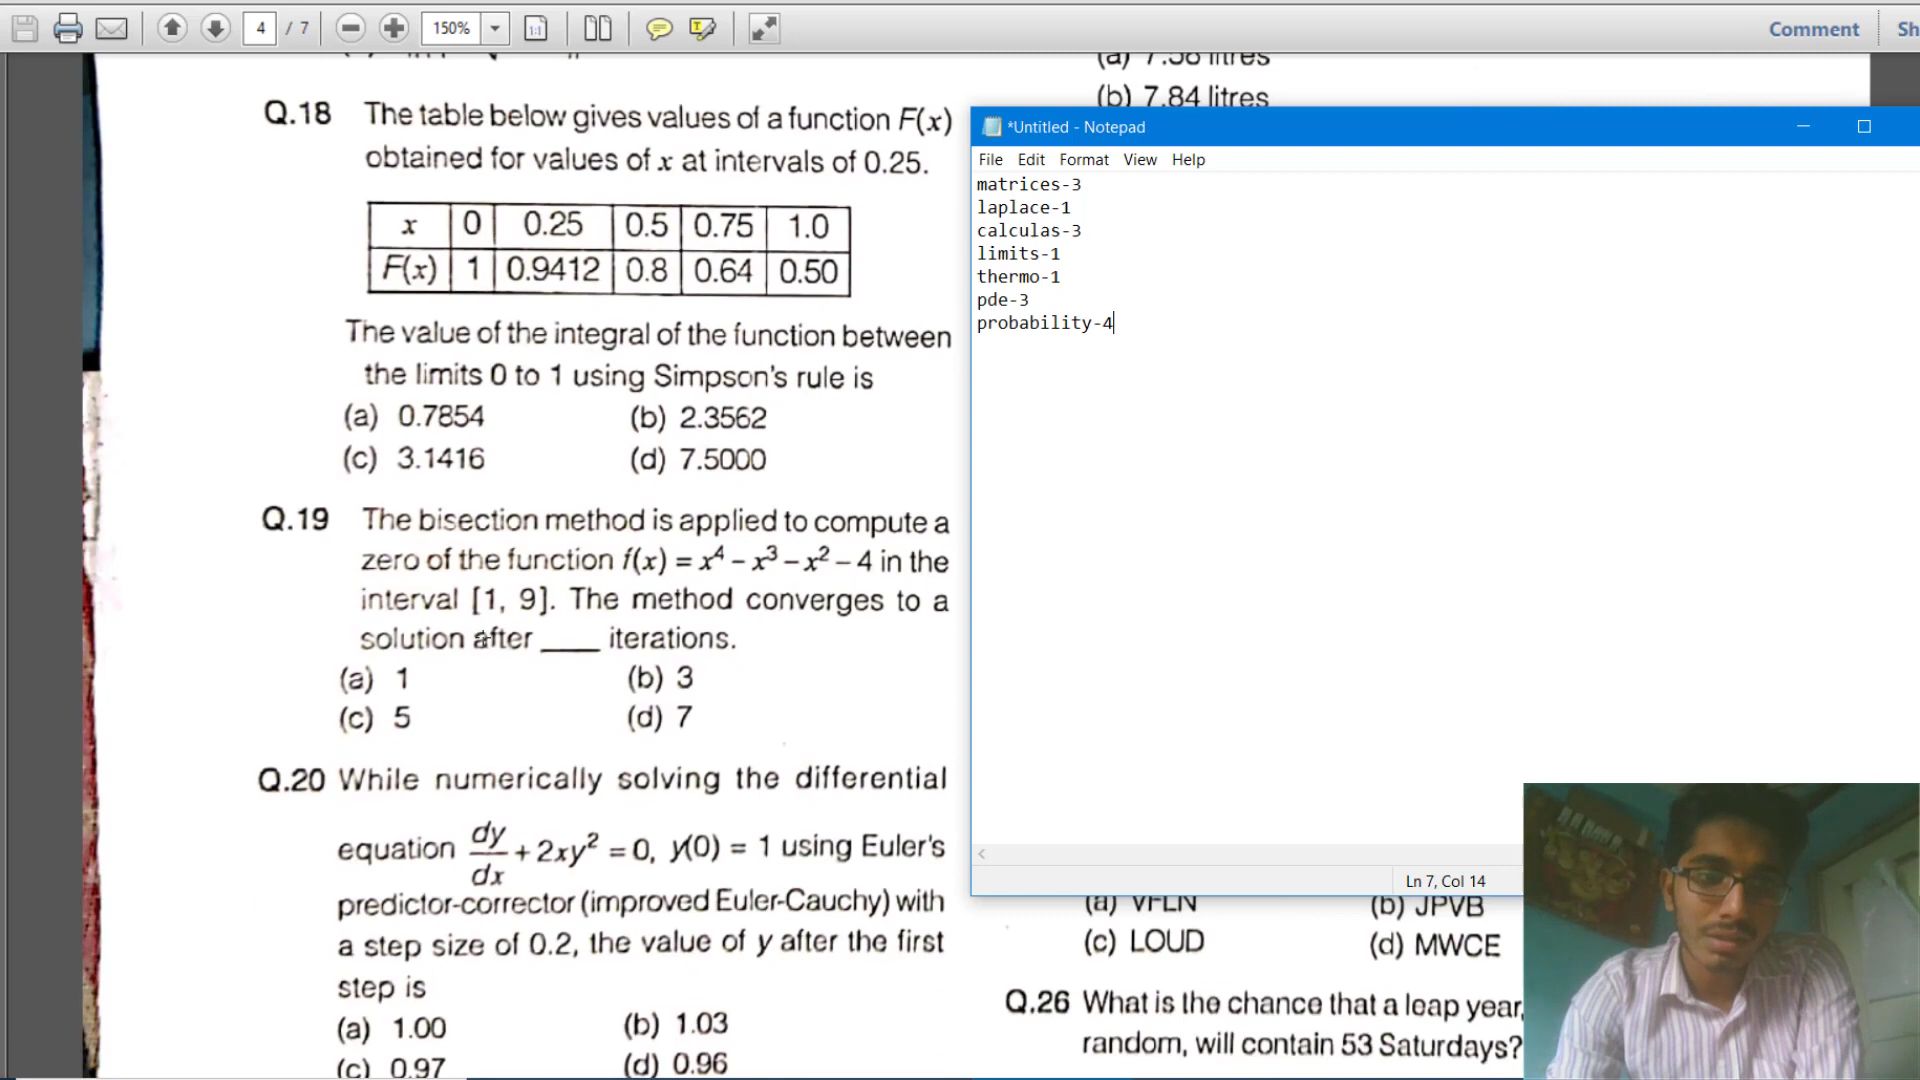 4 / 7
150%
Comment
Sh
(a) 7.58 litres
(b) 7.84 litres
Q.18 The table below gives values of a function F(x)
obtained for values of x at intervals of 0.25.
x 0 0.25 0.5 0.75 1.0
F(x) 1 0.9412 0.8 0.64 0.50
The value of the integral of the function between
the limits 0 to 1 using Simpson's rule is
(a) 0.7854 (b) 2.3562
(c) 3.1416 (d) 7.5000
Q.19 The bisection method is applied to compute a
zero of the function f(x) = x⁴ – x³ – x² – 4 in the
interval [1, 9]. The method converges to a
solution after ____ iterations.
(a) 1 (b) 3
(c) 5 (d) 7
Q.20 While numerically solving the differential
equation dy/dx + 2xy² = 0, y(0) = 1 using Euler's
predictor-corrector (improved Euler-Cauchy) with
a step size of 0.2, the value of y after the first
step is
(a) 1.00 (b) 1.03
(c) 0.97 (d) 0.96
*Untitled - Notepad
File Edit Format View Help
matrices-3
laplace-1
calculas-3
limits-1
thermo-1
pde-3
probability-4
Ln 7, Col 14
(a) VFLN (b) JPVB
(c) LOUD (d) MWCE
Q.26 What is the chance that a leap year,
random, will contain 53 Saturdays?